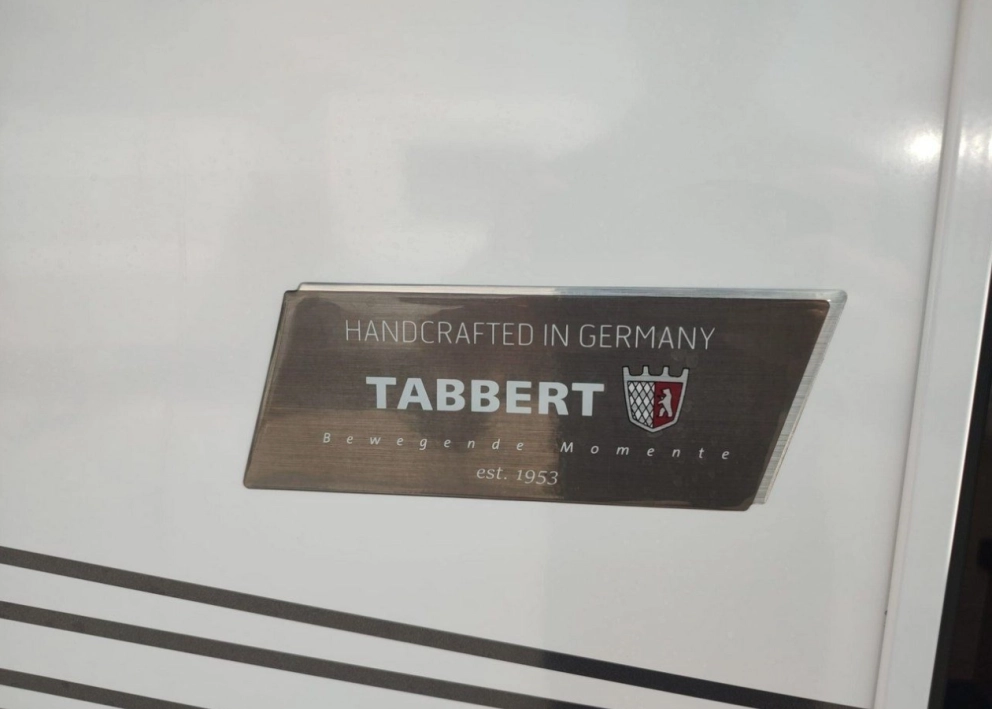 HANDCRAFTED IN GERMANY
TABBERT
Bewegende Momente
est. 1953